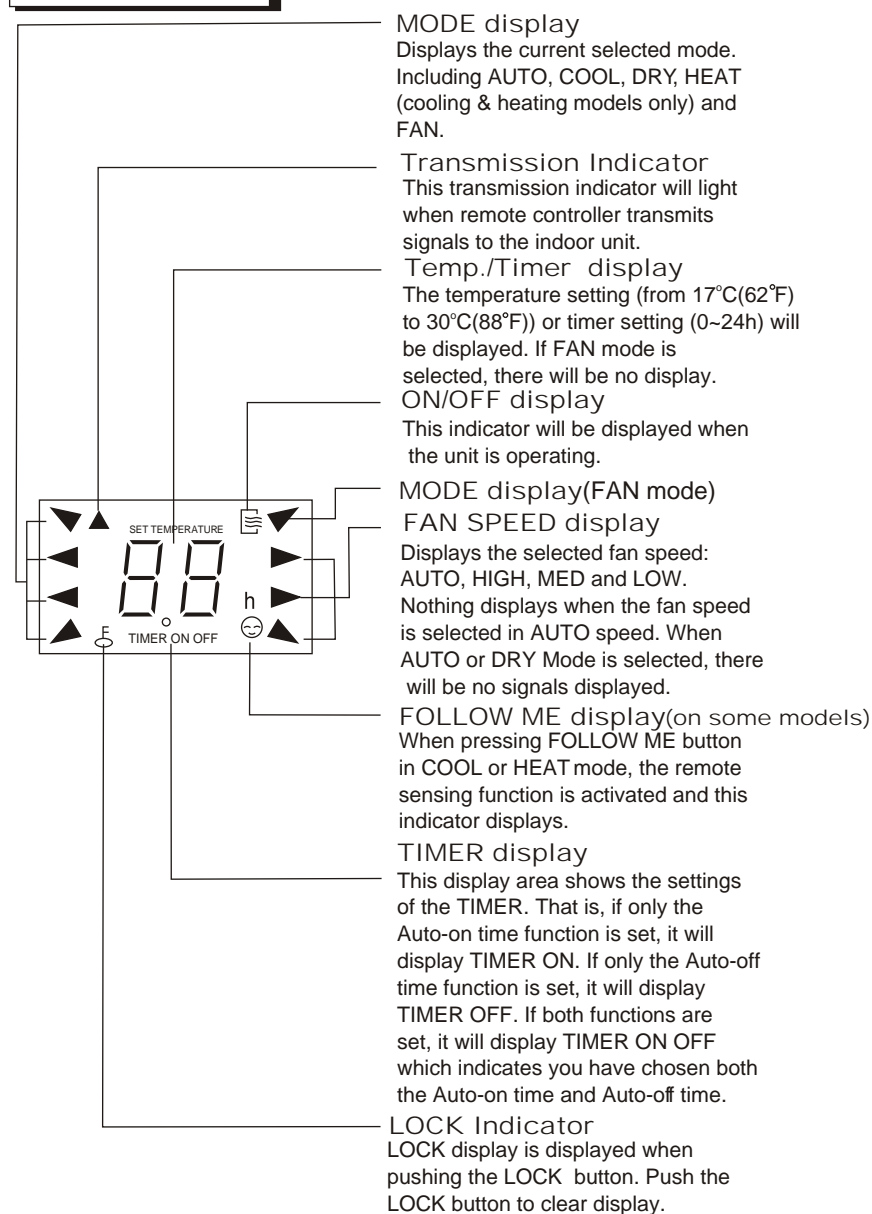 MODE display
Displays the current selected mode.
Including AUTO, COOL, DRY, HEAT
(cooling & heating models only) and
FAN.
Transmission Indicator
This transmission indicator will light
when remote controller transmits
signals to the indoor unit.
Temp./Timer display
The temperature setting (from 17°C(62°F)
to 30°C(88°F)) or timer setting (0~24h) will
be displayed. If FAN mode is
selected, there will be no display.
ON/OFF display
This indicator will be displayed when
the unit is operating.
MODE display(FAN mode)
FAN SPEED display
Displays the selected fan speed:
AUTO, HIGH, MED and LOW.
Nothing displays when the fan speed
is selected in AUTO speed. When
AUTO or DRY Mode is selected, there
will be no signals displayed.
FOLLOW ME display(on some models)
When pressing FOLLOW ME button
in COOL or HEAT mode, the remote
sensing function is activated and this
indicator displays.
TIMER display
This display area shows the settings
of the TIMER. That is, if only the
Auto-on time function is set, it will
display TIMER ON. If only the Auto-off
time function is set, it will display
TIMER OFF. If both functions are
set, it will display TIMER ON OFF
which indicates you have chosen both
the Auto-on time and Auto-off time.
LOCK Indicator
LOCK display is displayed when
pushing the LOCK button. Push the
LOCK button to clear display.
SET TEMPERATURE
88
h
TIMER ON OFF